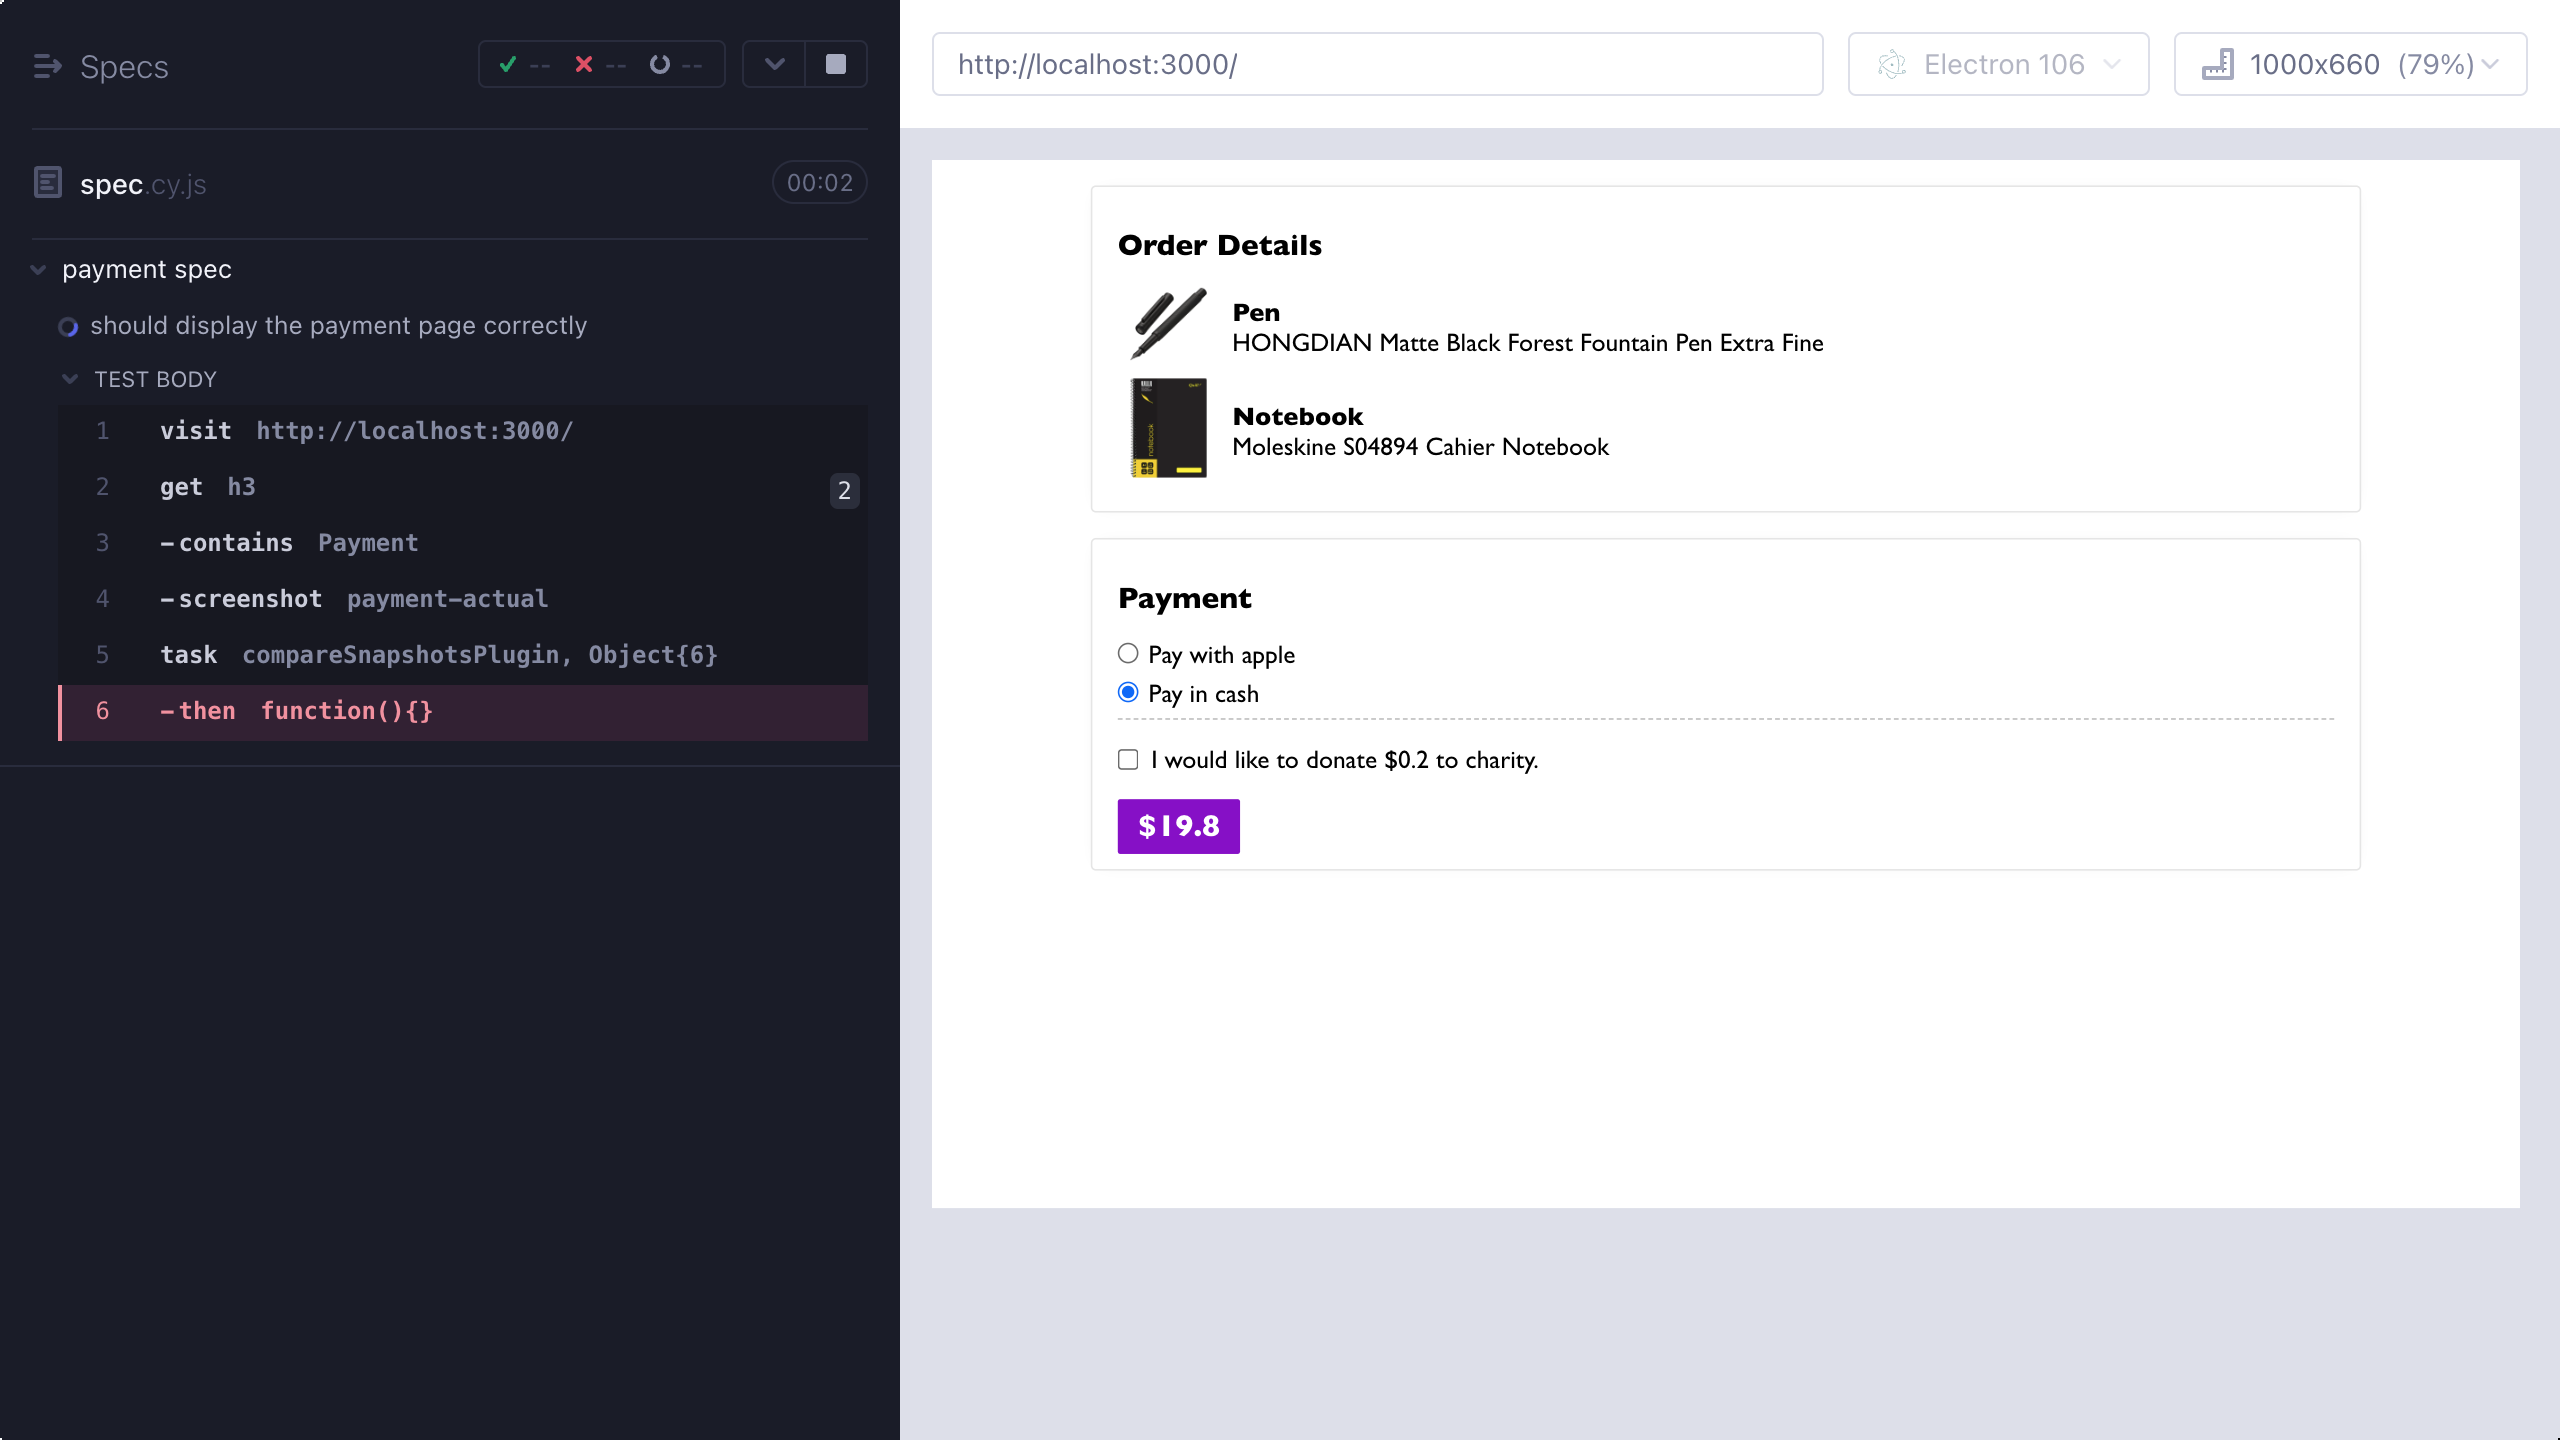 Specs
-- -- --
spec.cy.js
00:02
payment spec
should display the payment page correctly
TEST BODY
1 visit http://localhost:3000/
2 get h3 2
3 -contains Payment
4 -screenshot payment-actual
5 task compareSnapshotsPlugin, Object{6}
6 -then function(){}
http://localhost:3000/
Electron 106
1000x660 (79%)
Order Details
Pen
HONGDIAN Matte Black Forest Fountain Pen Extra Fine
notebook
Notebook
Moleskine S04894 Cahier Notebook
Payment
Pay with apple
Pay in cash
I would like to donate $0.2 to charity.
$19.8